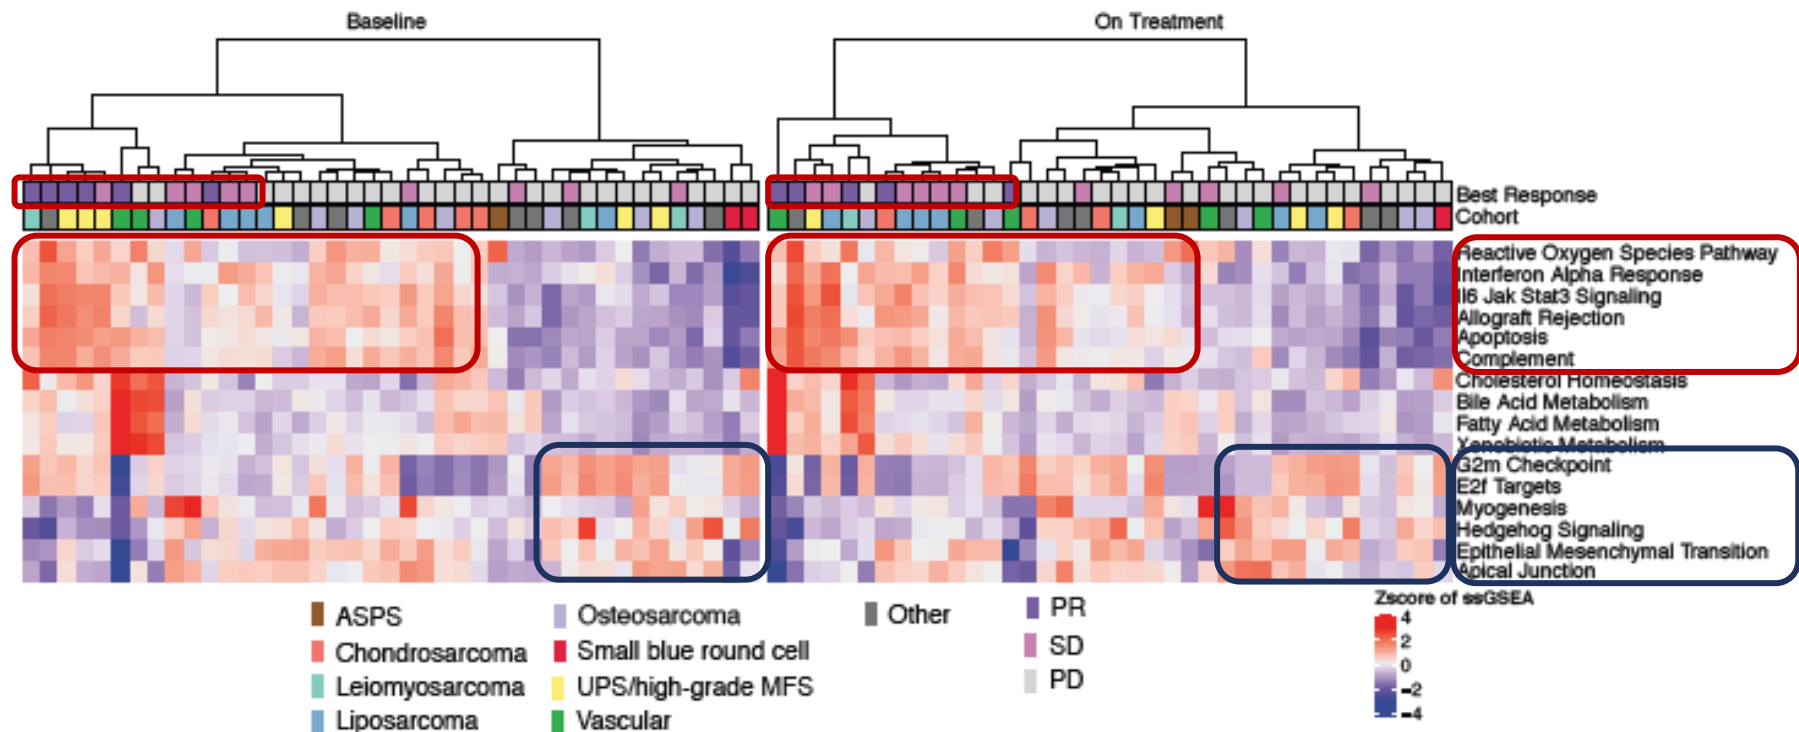 Baseline
On Treatment
Best Response
Cohort
Reactive Oxygen Species Pathway
Interferon Alpha Response
Il6 Jak Stat3 Signaling
Allograft Rejection
Apoptosis
Complement
Cholesterol Homeostasis
Bile Acid Metabolism
Fatty Acid Metabolism
Xenobiotic Metabolism
G2m Checkpoint
E2f Targets
Myogenesis
Hedgehog Signaling
Epithelial Mesenchymal Transition
Apical Junction
ASPS
Chondrosarcoma
Leiomyosarcoma
Liposarcoma
Osteosarcoma
Small blue round cell
UPS/high-grade MFS
Vascular
Other
PR
SD
PD
Zscore of ssGSEA
4
2
0
−2
−4